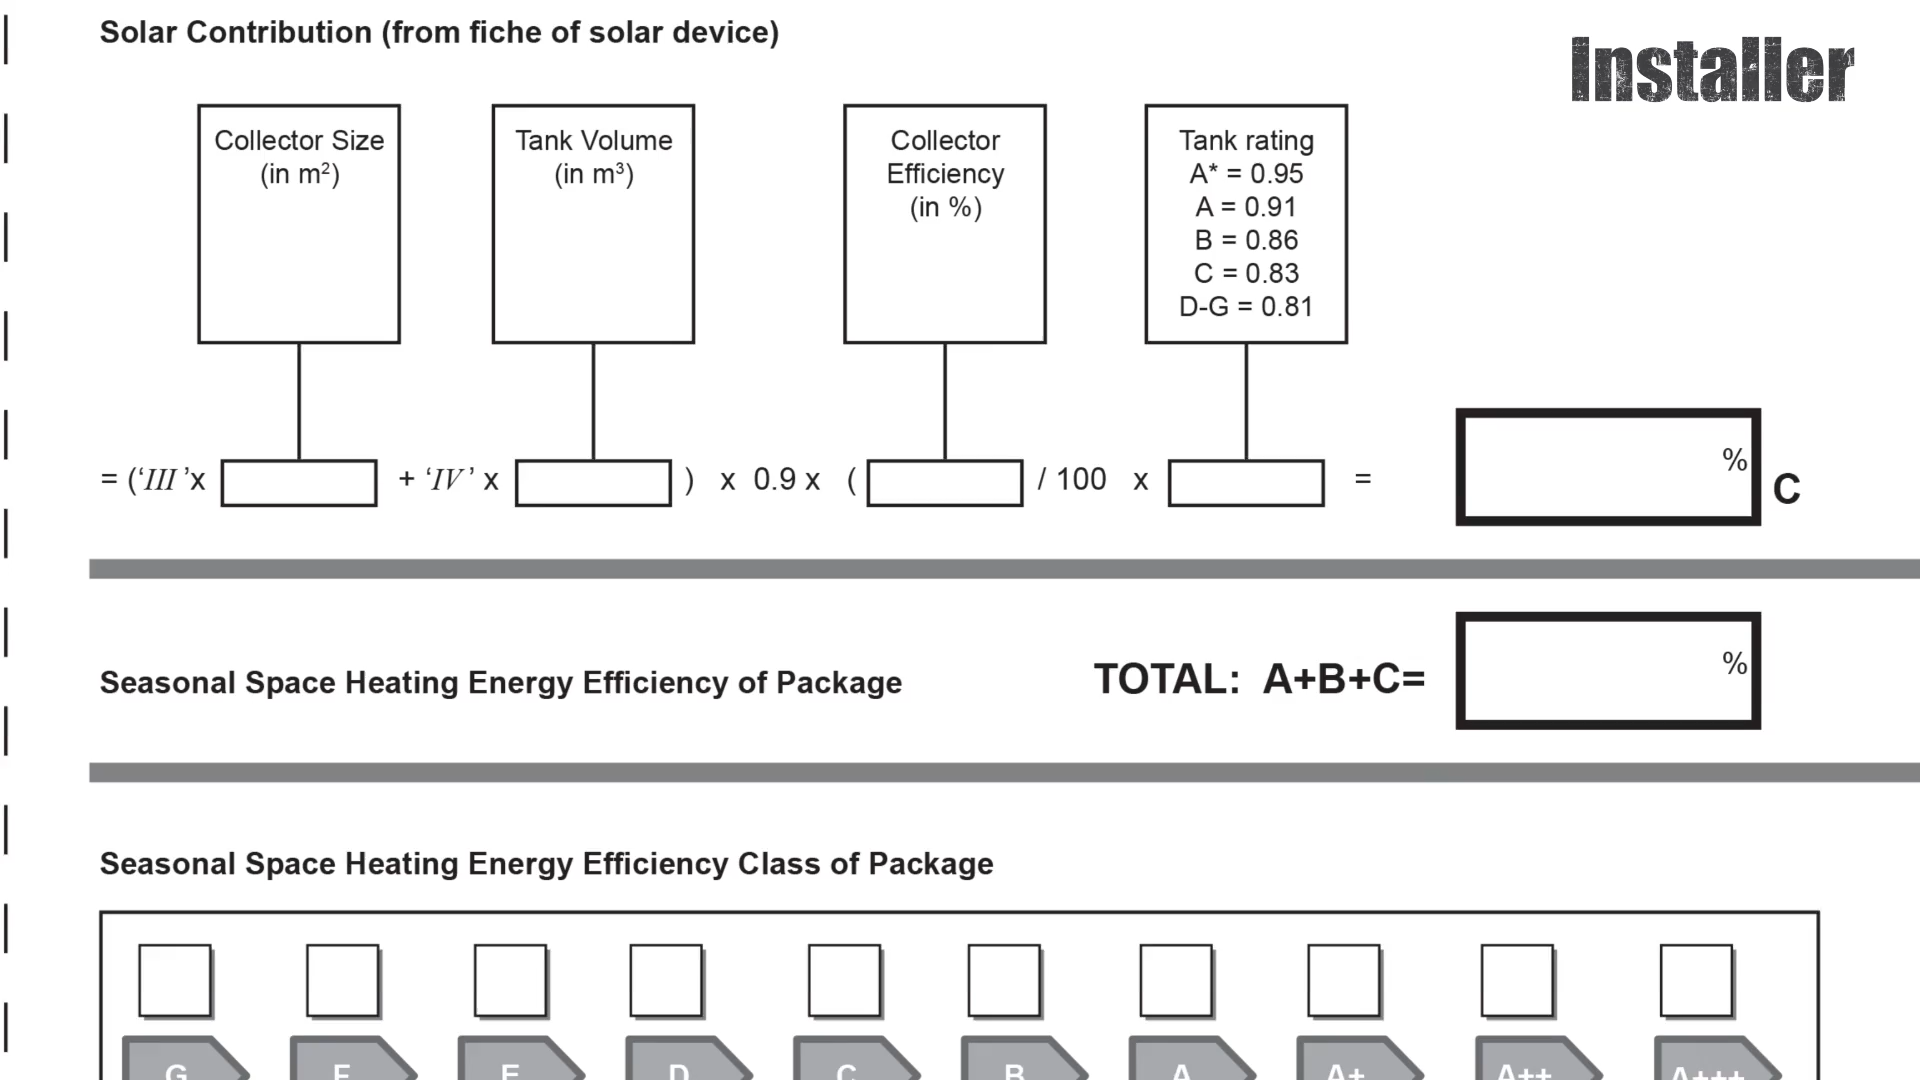 Solar Contribution (from fiche of solar device)
Installer
Collector Size
(in m²)
Tank Volume
(in m³)
Collector
Efficiency
(in %)
Tank rating
A* = 0.95
A = 0.91
B = 0.86
C = 0.83
D-G = 0.81
= (‘III’x + ‘IV’ x ) x 0.9 x ( / 100 x = % C
Seasonal Space Heating Energy Efficiency of Package TOTAL: A+B+C= %
Seasonal Space Heating Energy Efficiency Class of Package
G F E D C B A A+ A++ A+++